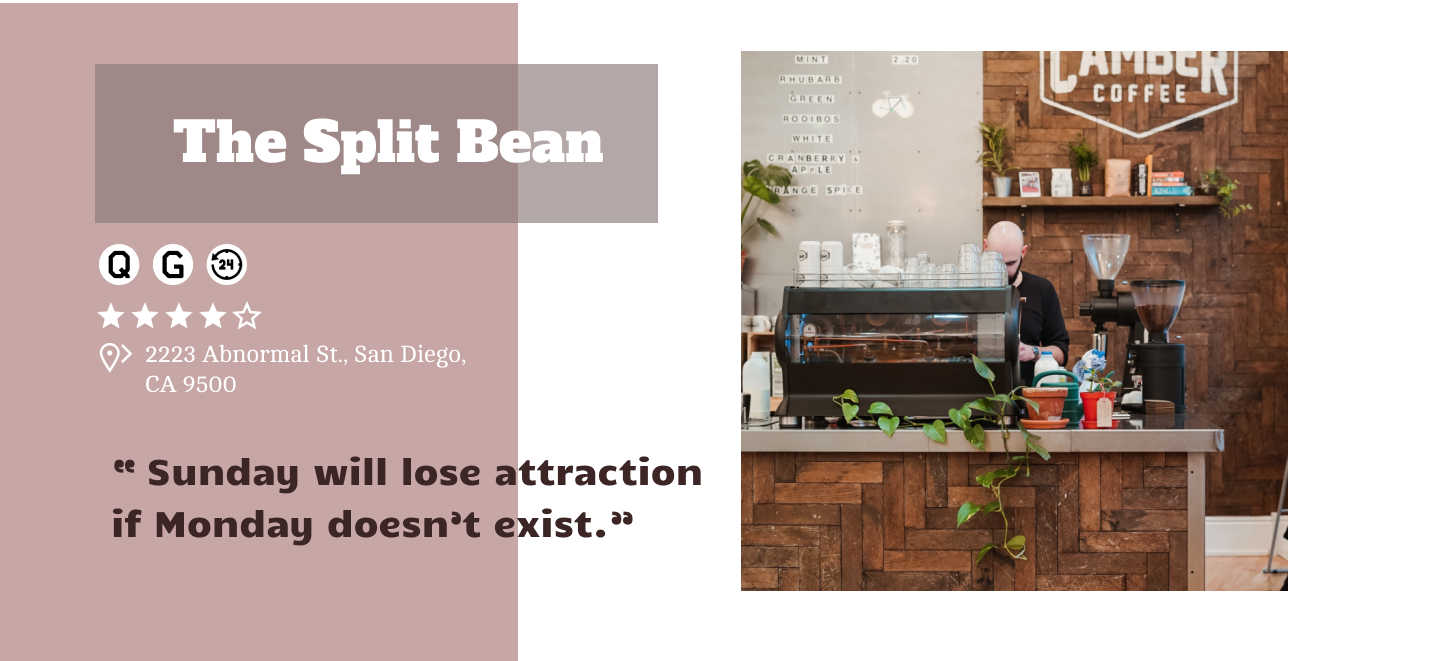 The Split Bean
Q G 24
2223 Abnormal St., San Diego,
CA 9500
“ Sunday will lose attraction
if Monday doesn’t exist.”
MINT 2.20
RHUBARB
GREEN
ROOIBOS
WHITE
CRANBERRY &
APPLE
RANGE SPICE
CAMBER
COFFEE